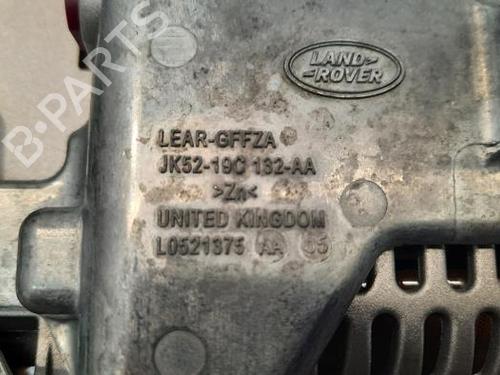 LAND
ROVER
LEAR-GFFZA
JK52-19C 132-AA
>Zn<
UNITED KINGDOM
L0521375 AA 05
B-PARTS